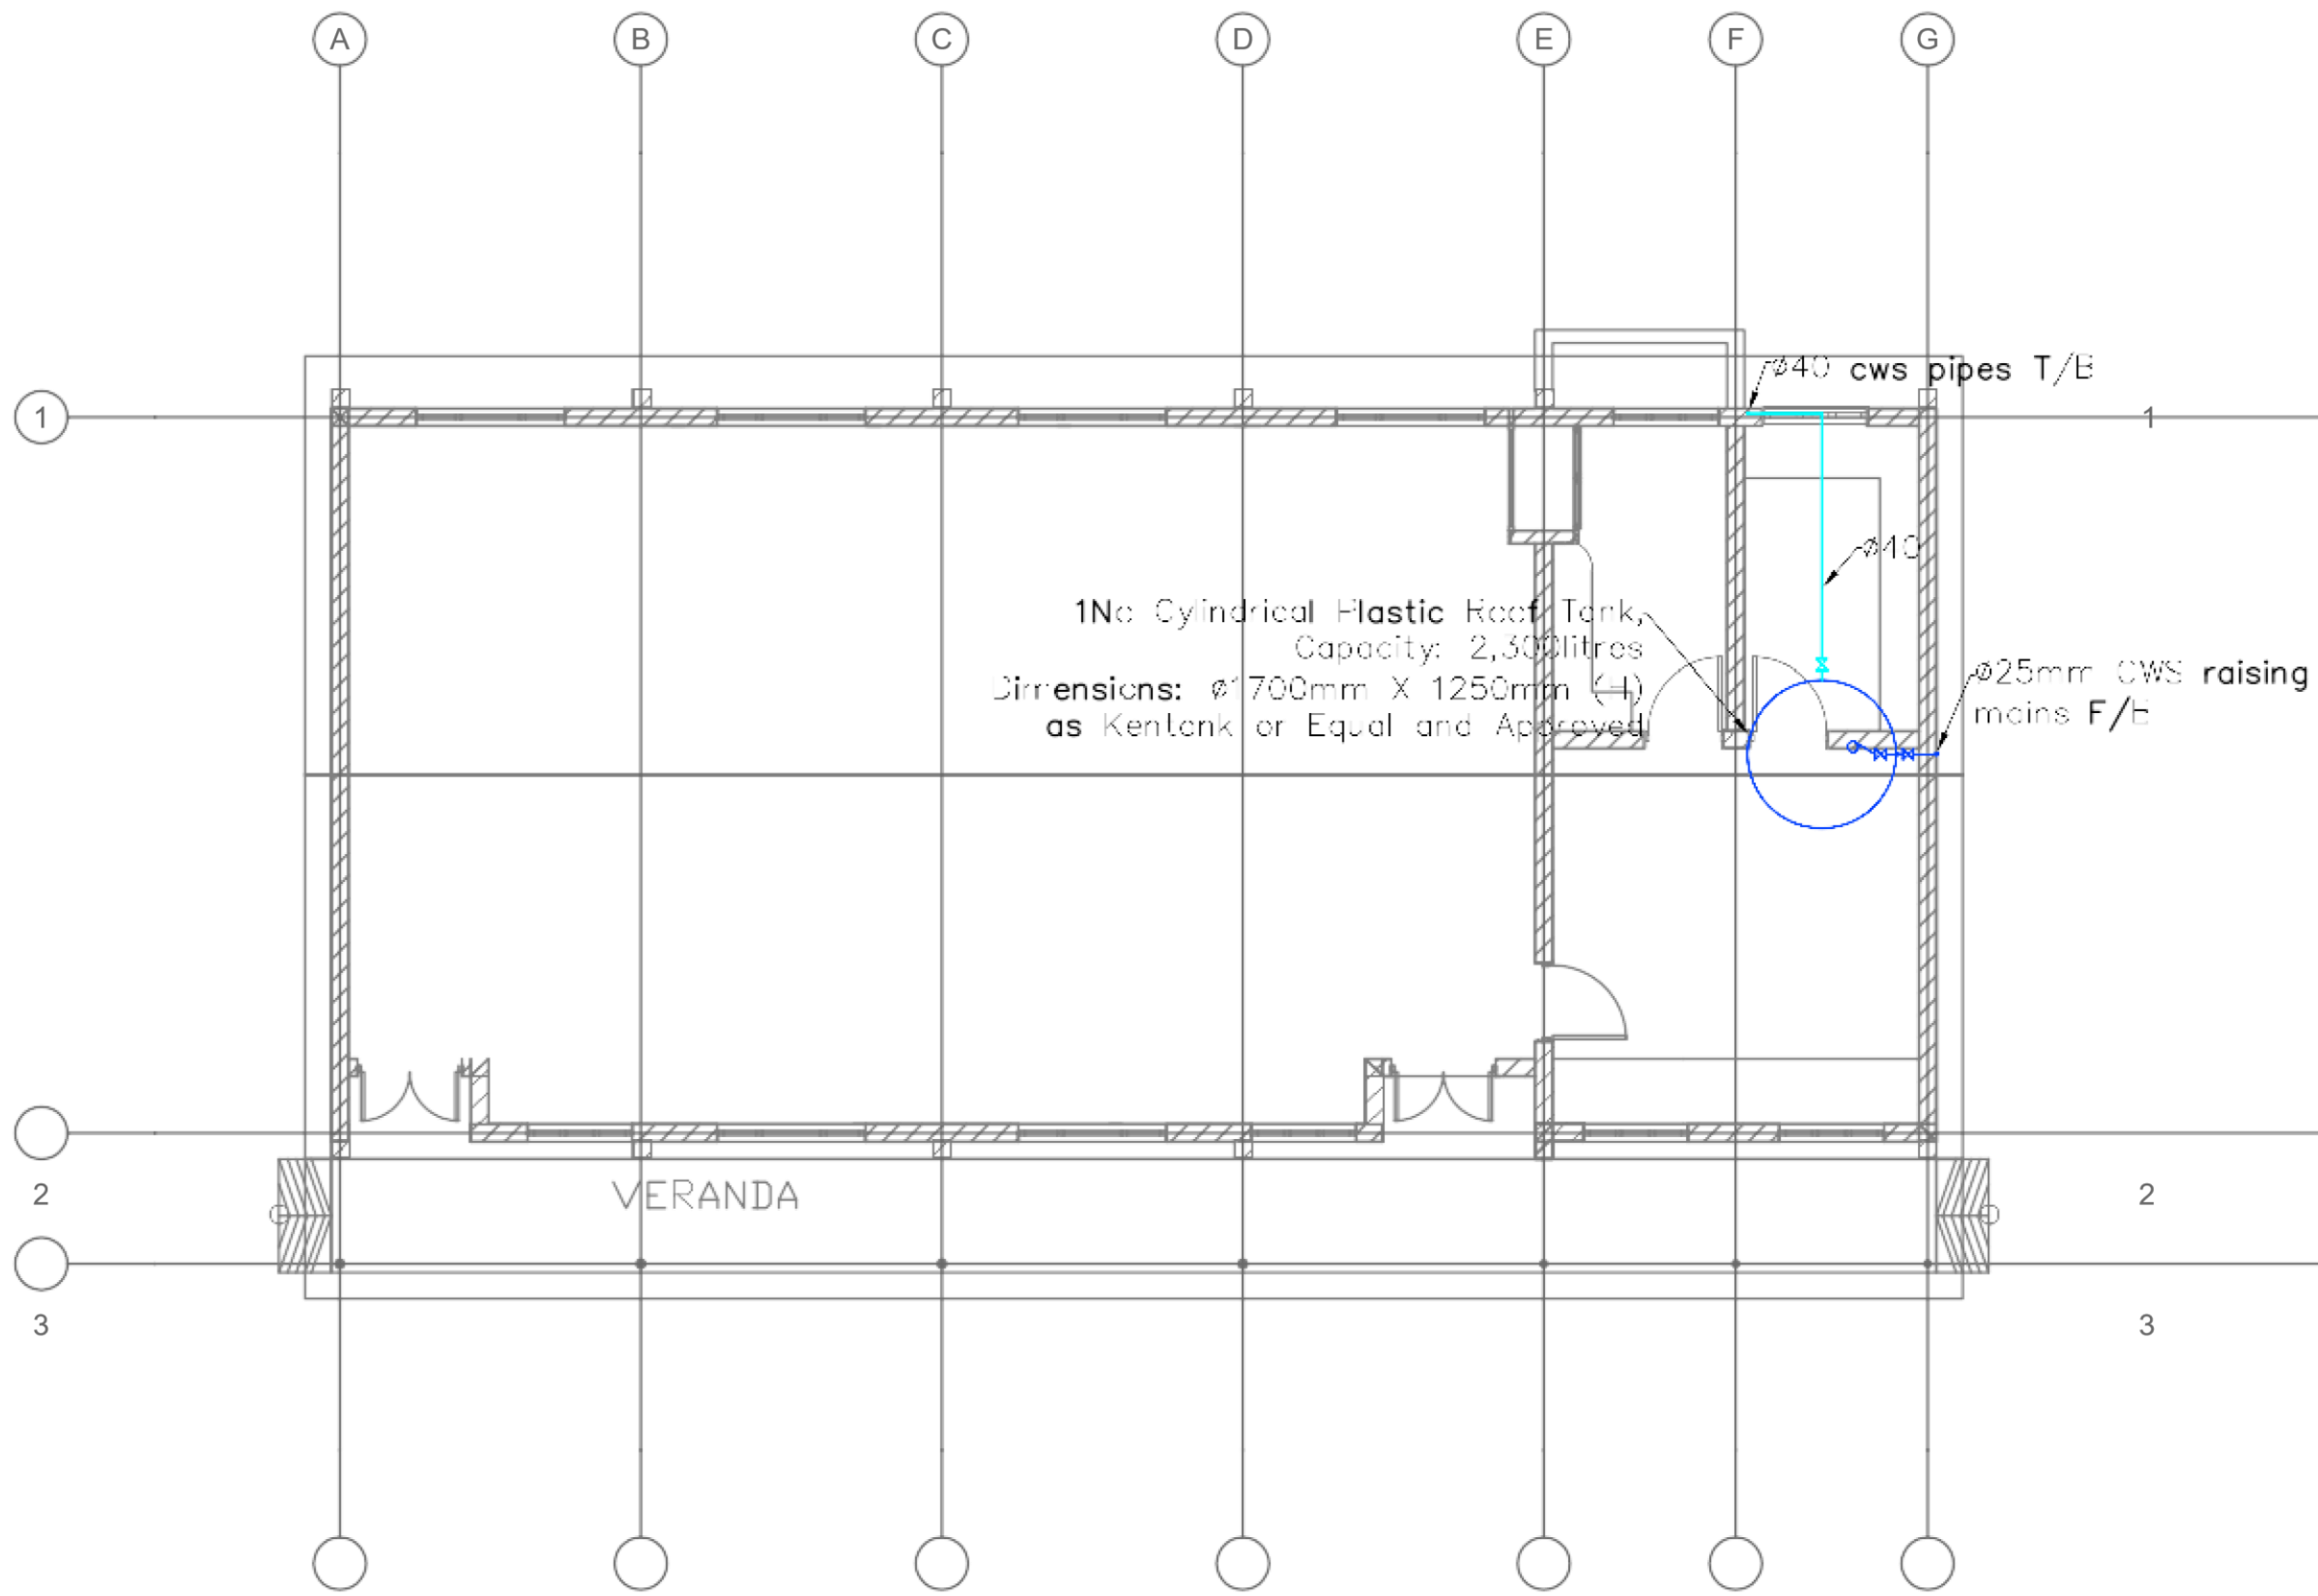 A B C D E F G
1
ø40 cws pipes T/B
1
ø40
1No Cylindrical Plastic Roof Tank,
Capacity: 2,300litres
Dimensions: ø1700mm X 1250mm (H)
as Kentank or Equal and Approved
ø25mm CWS raising
mains F/B
2
VERANDA
2
3
3